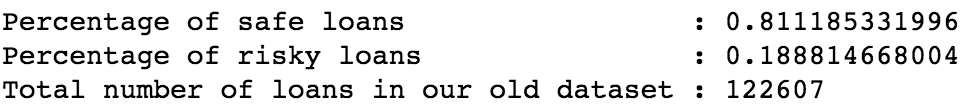 Percentage of safe loans                 : 0.811185331996
Percentage of risky loans                : 0.188814668004
Total number of loans in our old dataset : 122607